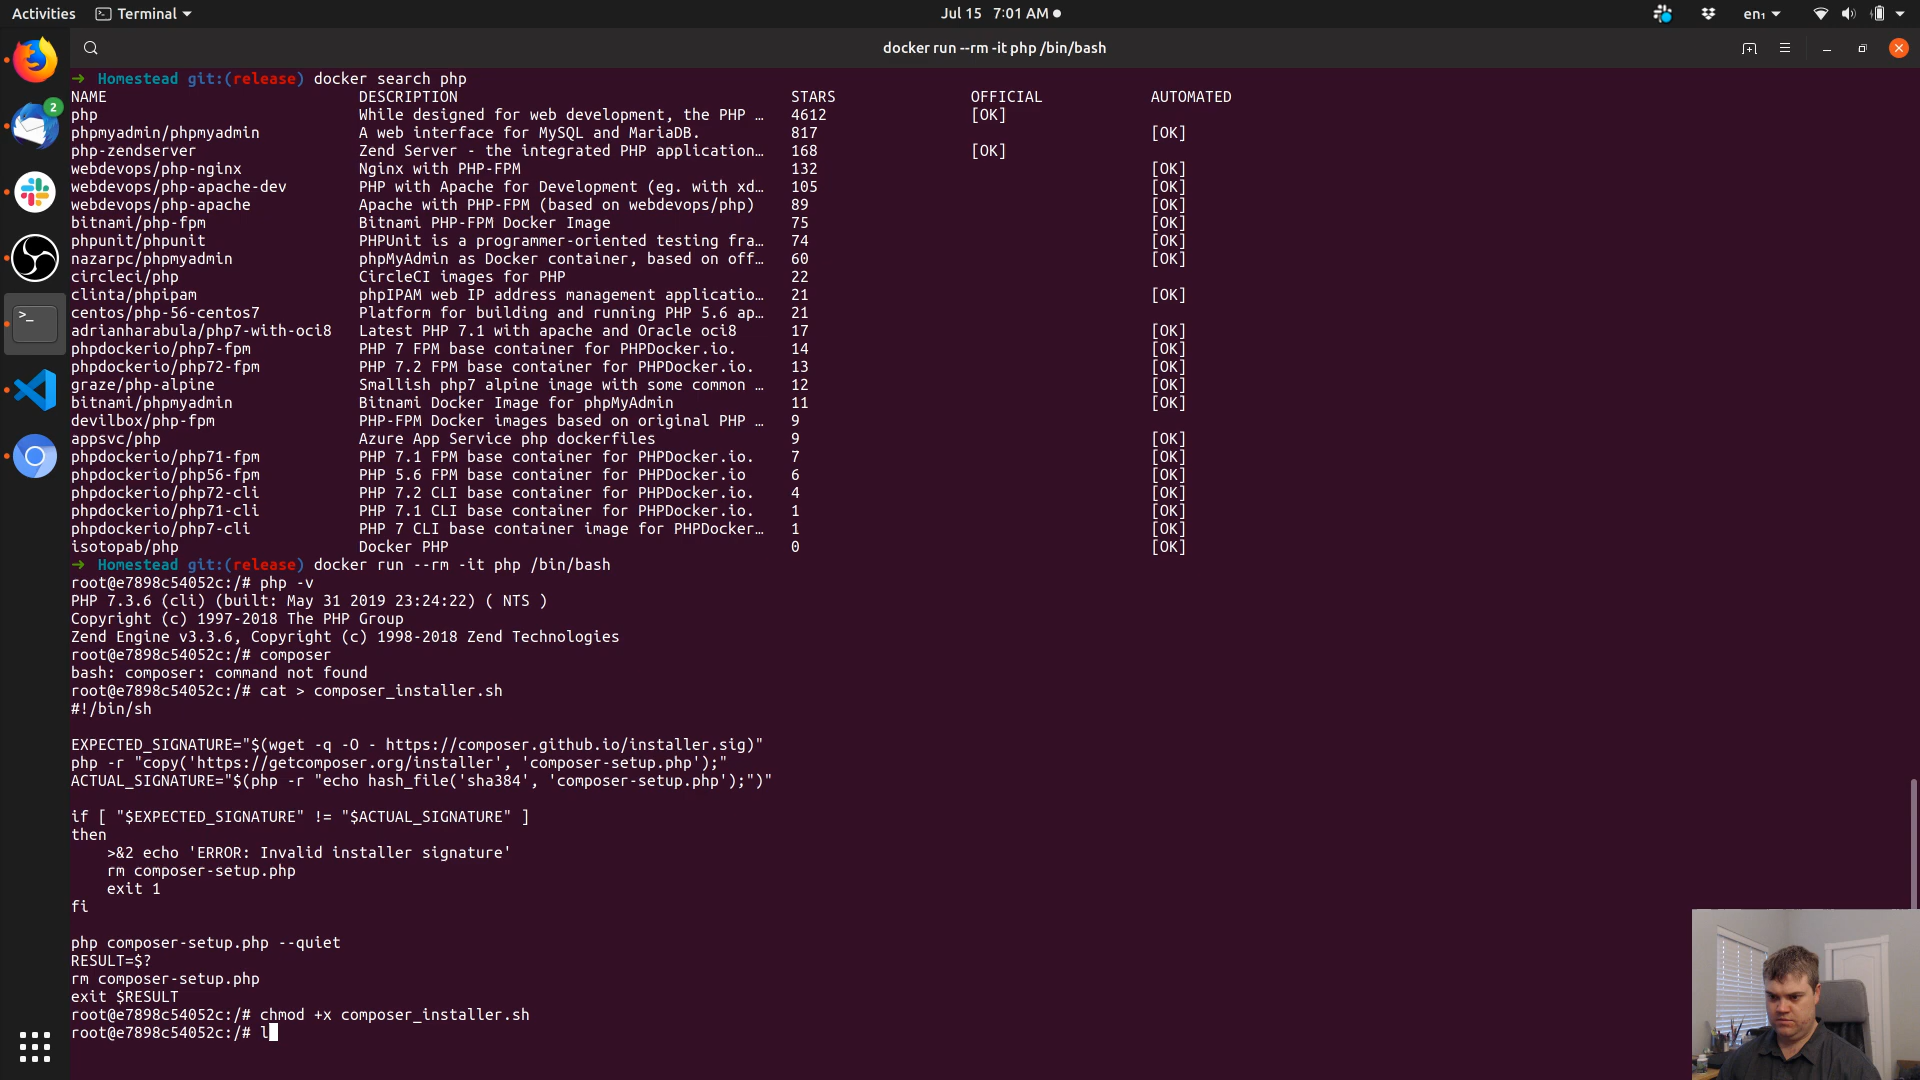 Activities Terminal Jul 15 7:01 AM en₁
docker run --rm -it php /bin/bash
2
→ Homestead git:(release) docker search php
NAME DESCRIPTION STARS OFFICIAL AUTOMATED
php While designed for web development, the PHP … 4612 [OK]
phpmyadmin/phpmyadmin A web interface for MySQL and MariaDB. 817 [OK]
php-zendserver Zend Server - the integrated PHP application… 168 [OK]
webdevops/php-nginx Nginx with PHP-FPM 132 [OK]
webdevops/php-apache-dev PHP with Apache for Development (eg. with xd… 105 [OK]
webdevops/php-apache Apache with PHP-FPM (based on webdevops/php) 89 [OK]
bitnami/php-fpm Bitnami PHP-FPM Docker Image 75 [OK]
phpunit/phpunit PHPUnit is a programmer-oriented testing fra… 74 [OK]
nazarpc/phpmyadmin phpMyAdmin as Docker container, based on off… 60 [OK]
circleci/php CircleCI images for PHP 22
clinta/phpipam phpIPAM web IP address management applicatio… 21 [OK]
centos/php-56-centos7 Platform for building and running PHP 5.6 ap… 21
adrianharabula/php7-with-oci8 Latest PHP 7.1 with apache and Oracle oci8 17 [OK]
phpdockerio/php7-fpm PHP 7 FPM base container for PHPDocker.io. 14 [OK]
phpdockerio/php72-fpm PHP 7.2 FPM base container for PHPDocker.io. 13 [OK]
graze/php-alpine Smallish php7 alpine image with some common … 12 [OK]
bitnami/phpmyadmin Bitnami Docker Image for phpMyAdmin 11 [OK]
devilbox/php-fpm PHP-FPM Docker images based on original PHP … 9
appsvc/php Azure App Service php dockerfiles 9 [OK]
phpdockerio/php71-fpm PHP 7.1 FPM base container for PHPDocker.io. 7 [OK]
phpdockerio/php56-fpm PHP 5.6 FPM base container for PHPDocker.io 6 [OK]
phpdockerio/php72-cli PHP 7.2 CLI base container for PHPDocker.io. 4 [OK]
phpdockerio/php71-cli PHP 7.1 CLI base container for PHPDocker.io. 1 [OK]
phpdockerio/php7-cli PHP 7 CLI base container image for PHPDocker… 1 [OK]
isotopab/php Docker PHP 0 [OK]
→ Homestead git:(release) docker run --rm -it php /bin/bash
root@e7898c54052c:/# php -v
PHP 7.3.6 (cli) (built: May 31 2019 23:24:22) ( NTS )
Copyright (c) 1997-2018 The PHP Group
Zend Engine v3.3.6, Copyright (c) 1998-2018 Zend Technologies
root@e7898c54052c:/# composer
bash: composer: command not found
root@e7898c54052c:/# cat > composer_installer.sh
#!/bin/sh
EXPECTED_SIGNATURE="$(wget -q -O - https://composer.github.io/installer.sig)"
php -r "copy('https://getcomposer.org/installer', 'composer-setup.php');"
ACTUAL_SIGNATURE="$(php -r "echo hash_file('sha384', 'composer-setup.php');")"
if [ "$EXPECTED_SIGNATURE" != "$ACTUAL_SIGNATURE" ]
then
>&2 echo 'ERROR: Invalid installer signature'
rm composer-setup.php
exit 1
fi
php composer-setup.php --quiet
RESULT=$?
rm composer-setup.php
exit $RESULT
root@e7898c54052c:/# chmod +x composer_installer.sh
root@e7898c54052c:/# l